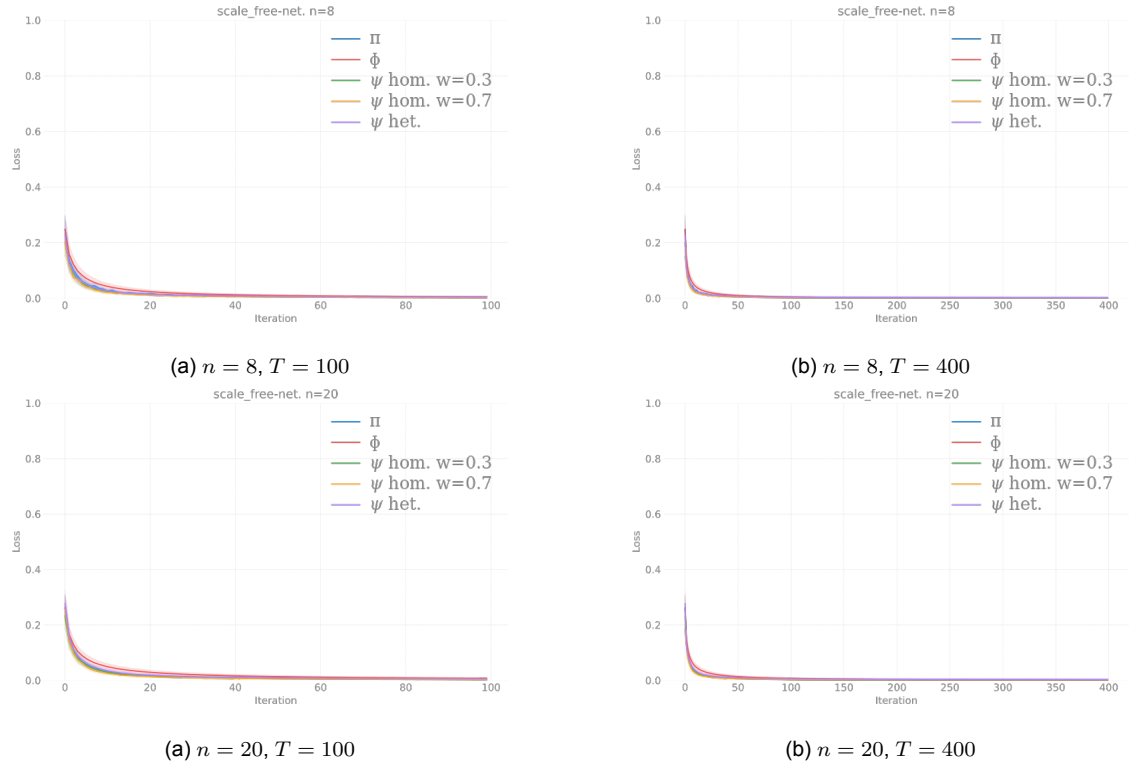 scale_free-net. n=8
1.0
0.8
0.6
0.4
0.2
0.0
Loss
Π
ϕ
ψ hom. w=0.3
ψ hom. w=0.7
ψ het.
0 20 40 60 80 100
Iteration
(a) n = 8, T = 100
scale_free-net. n=8
1.0
0.8
0.6
0.4
0.2
0.0
Loss
Π
ϕ
ψ hom. w=0.3
ψ hom. w=0.7
ψ het.
0 50 100 150 200 250 300 350 400
Iteration
(b) n = 8, T = 400
scale_free-net. n=20
1.0
0.8
0.6
0.4
0.2
0.0
Loss
Π
ϕ
ψ hom. w=0.3
ψ hom. w=0.7
ψ het.
0 20 40 60 80 100
Iteration
(a) n = 20, T = 100
scale_free-net. n=20
1.0
0.8
0.6
0.4
0.2
0.0
Loss
Π
ϕ
ψ hom. w=0.3
ψ hom. w=0.7
ψ het.
0 50 100 150 200 250 300 350 400
Iteration
(b) n = 20, T = 400